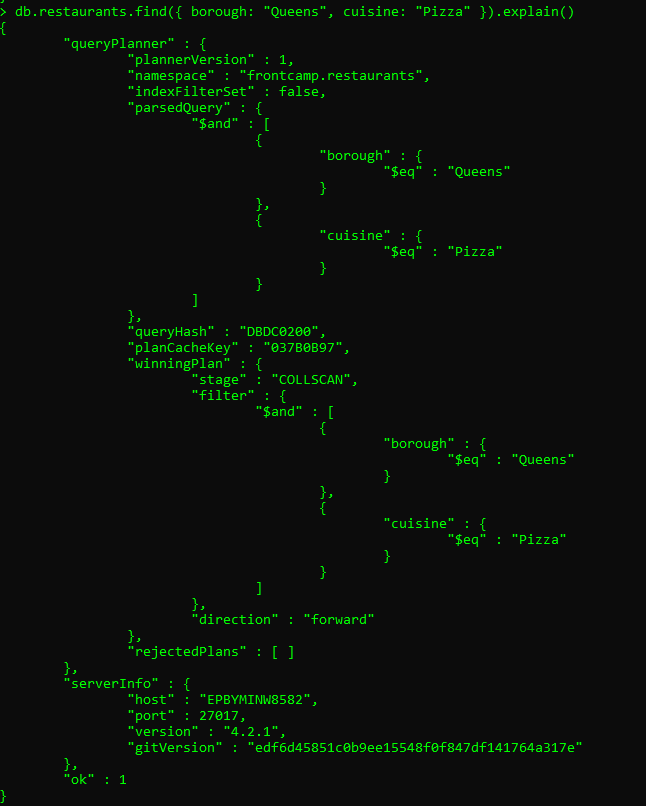 > db.restaurants.find({ borough: "Queens", cuisine: "Pizza" }).explain()
{
        "queryPlanner" : {
                "plannerVersion" : 1,
                "namespace" : "frontcamp.restaurants",
                "indexFilterSet" : false,
                "parsedQuery" : {
                        "$and" : [
                                {
                                        "borough" : {
                                                "$eq" : "Queens"
                                        }
                                },
                                {
                                        "cuisine" : {
                                                "$eq" : "Pizza"
                                        }
                                }
                        ]
                },
                "queryHash" : "DBDC0200",
                "planCacheKey" : "037B0B97",
                "winningPlan" : {
                        "stage" : "COLLSCAN",
                        "filter" : {
                                "$and" : [
                                        {
                                                "borough" : {
                                                        "$eq" : "Queens"
                                                }
                                        },
                                        {
                                                "cuisine" : {
                                                        "$eq" : "Pizza"
                                                }
                                        }
                                ]
                        },
                        "direction" : "forward"
                },
                "rejectedPlans" : [ ]
        },
        "serverInfo" : {
                "host" : "EPBYMINW8582",
                "port" : 27017,
                "version" : "4.2.1",
                "gitVersion" : "edf6d45851c0b9ee15548f0f847df141764a317e"
        },
        "ok" : 1
}